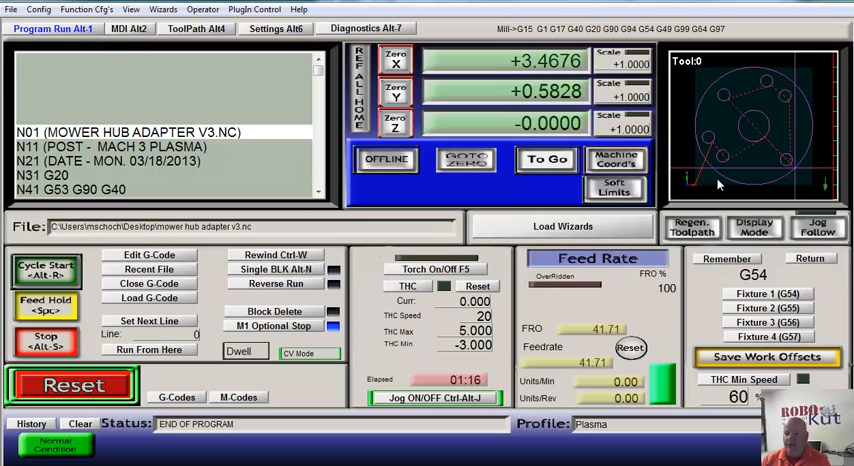 File Config Function Cfg's View Wizards Operator PlugIn Control Help
Program Run Alt-1 MDI Alt2 ToolPath Alt4 Settings Alt6 Diagnostics Alt-7 Mill->G15 G1 G17 G40 G20 G90 G94 G54 G49 G99 G64 G97
N01 (MOWER HUB ADAPTER V3.NC)
N11 (POST - MACH 3 PLASMA)
N21 (DATE - MON. 03/18/2013)
N31 G20
N41 G53 G90 G40
REF ALL HOME
Zero X +3.4676 Scale +1.0000
Zero Y +0.5828 Scale +1.0000
Zero Z -0.0000 Scale +1.0000
OFFLINE GOTO ZERO To Go Machine Coord's
Soft Limits
Tool:0
File: C:\Users\mschoch\Desktop\mower hub adapter v3.nc Load Wizards
Regen. Toolpath Display Mode Jog Follow
Cycle Start <Alt-R>
Feed Hold <Spc>
Stop <Alt-S>
Reset
Edit G-Code
Recent File
Close G-Code
Load G-Code
Set Next Line
Line: 0
Run From Here
Rewind Ctrl-W
Single BLK Alt-N
Reverse Run
Block Delete
M1 Optional Stop
Dwell CV Mode
G-Codes M-Codes
Torch On/Off F5
THC Reset
Curr: 0.000
THC Speed 20
THC Max 5.000
THC Min -3.000
Elapsed 01:16
Jog ON/OFF Ctrl-Alt-J
Feed Rate
OverRidden FRO %
100
FRO 41.71
Feedrate Reset
41.71
Units/Min 0.00
Units/Rev 0.00
Remember Return
G54
Fixture 1 (G54)
Fixture 2 (G55)
Fixture 3 (G56)
Fixture 4 (G57)
Save Work Offsets
THC Min Speed
60 %
History Clear Status: END OF PROGRAM Profile: Plasma
Normal Condition
ROBO
Kut